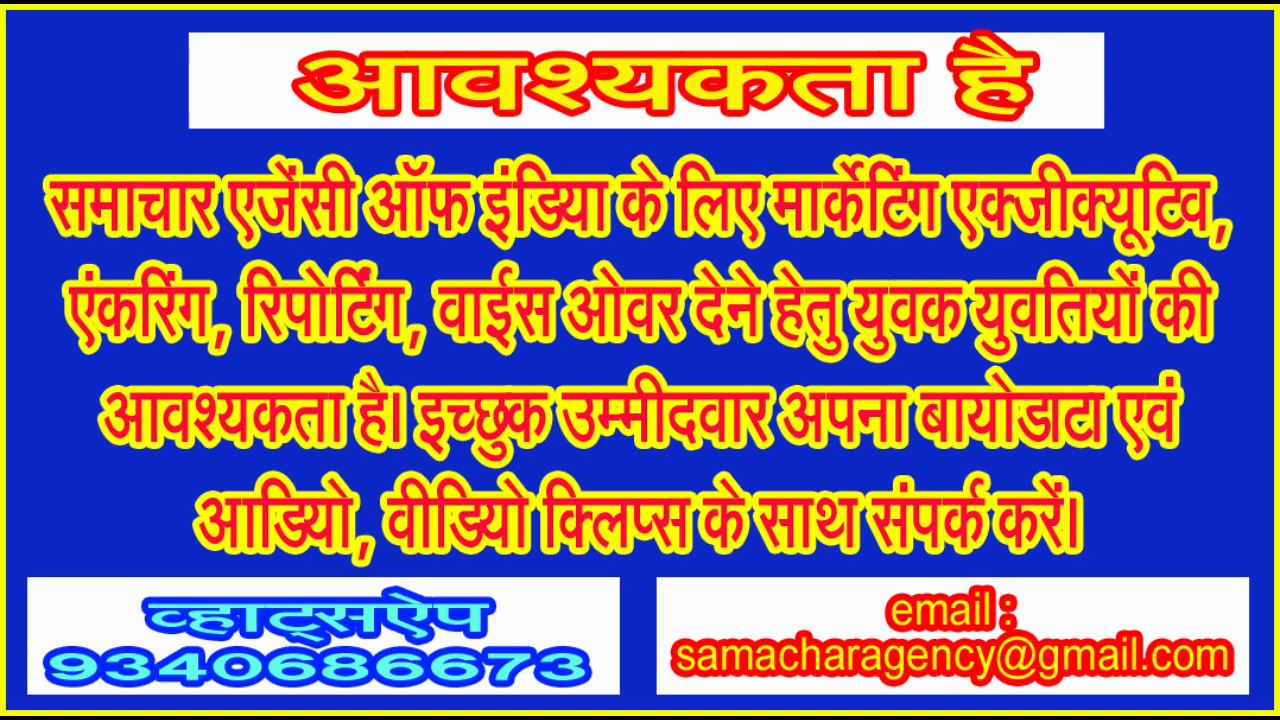 आवश्यकता है
समाचार एजेंसी ऑफ इंडिया के लिए मार्केटिंग एक्जीक्यूटिव,
एंकरिंग, रिपोर्टिंग, वाईस ओवर देने हेतु युवक युवतियों की
आवश्यकता है। इच्छुक उम्मीदवार अपना बायोडाटा एवं
आडियो, वीडियो क्लिप्स के साथ संपर्क करें।
व्हाट्सऐप
9340686673
email :
samacharagency@gmail.com